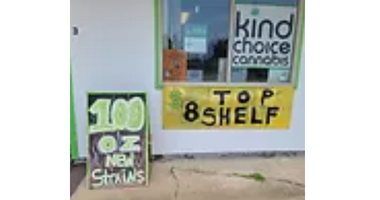 kind
choice
cannabis
TOP
8 SHELF
100
OZ
NEW
STRAINS